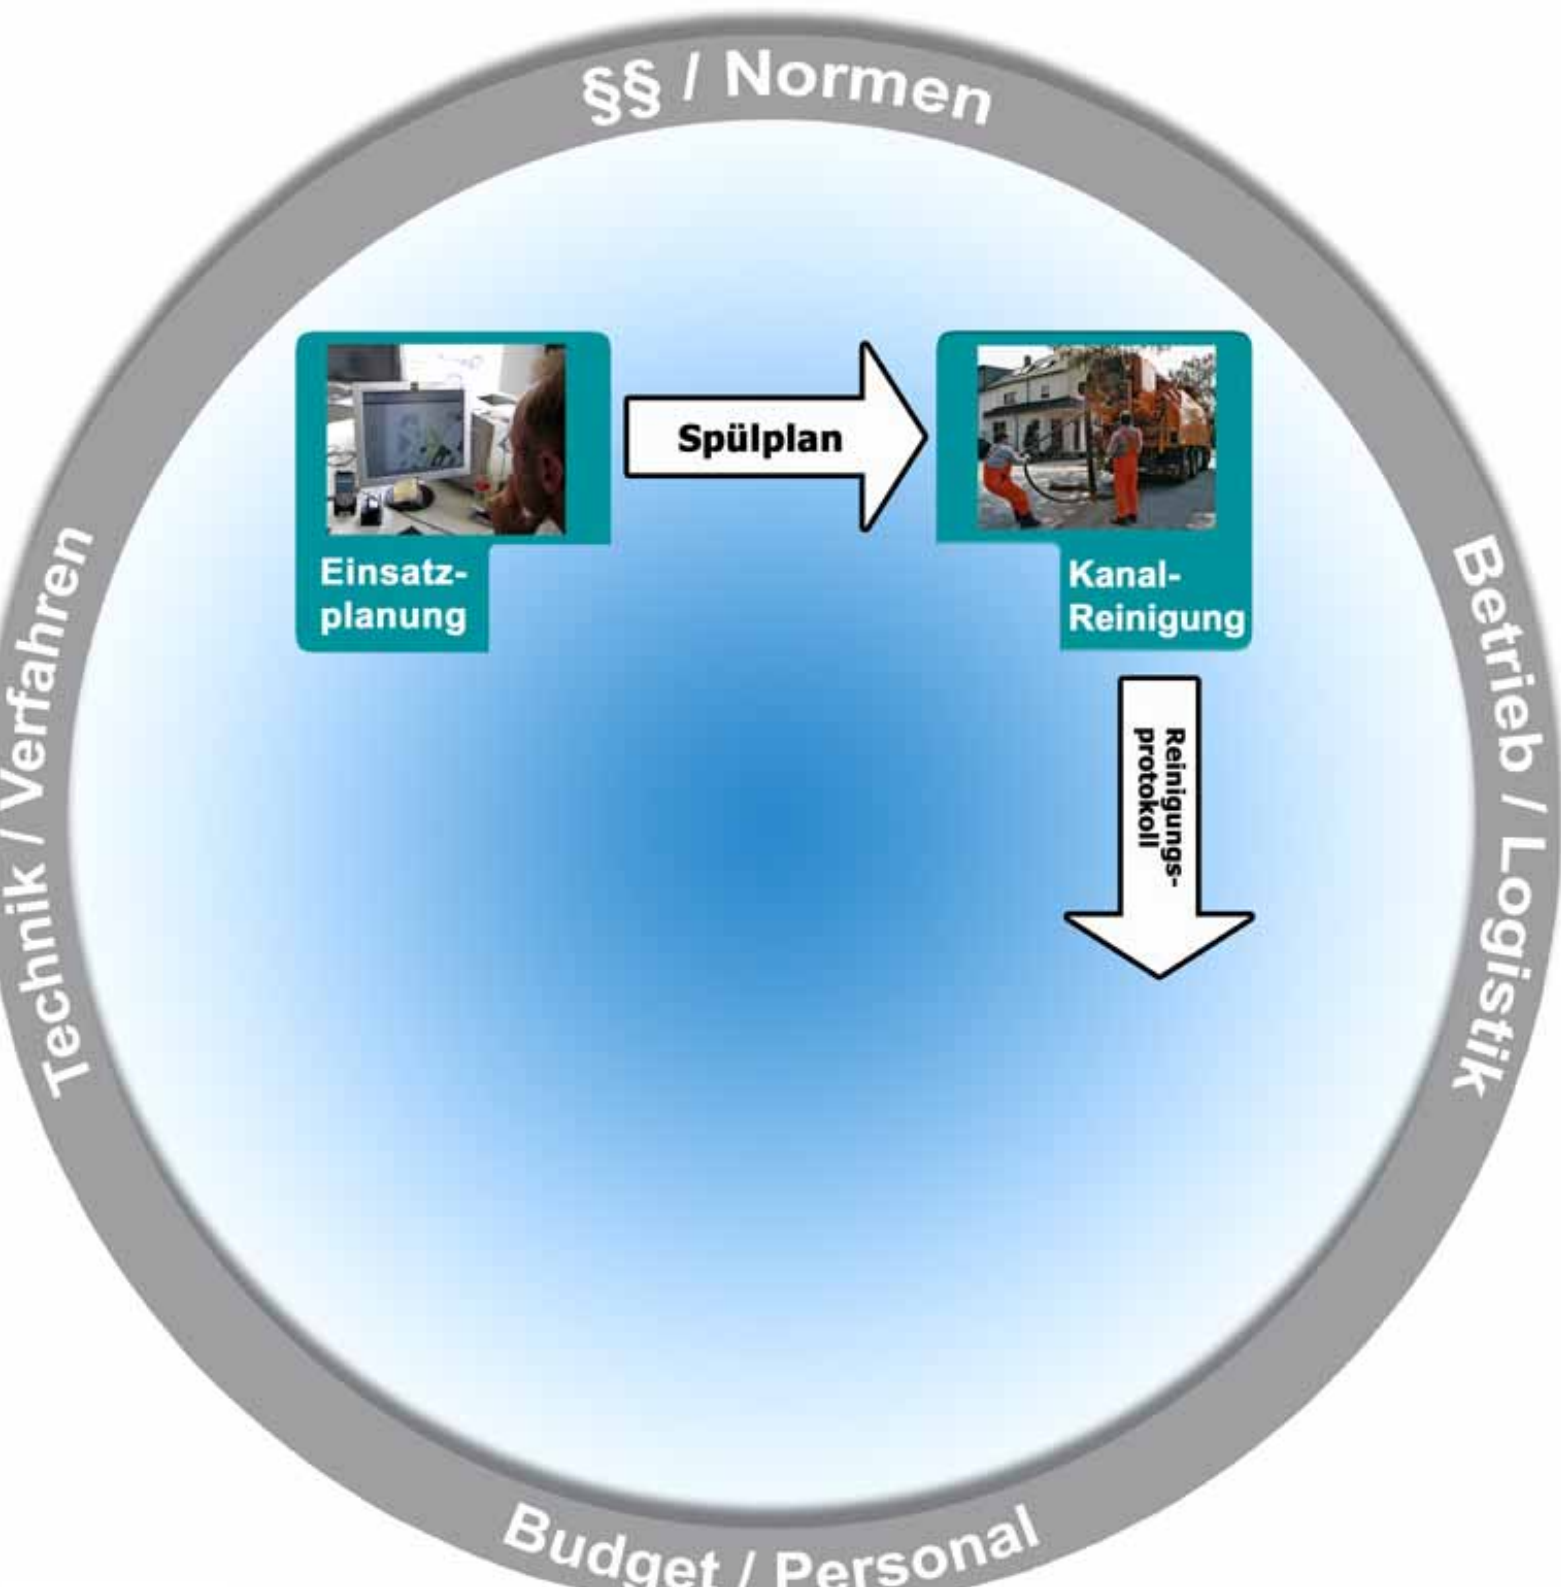 §§ / Normen
Spülplan
Einsatz-
planung
Kanal-
Reinigung
Technik / Verfahren
Betrieb / Logistik
Reinigungs-
protokoll
Budget / Personal